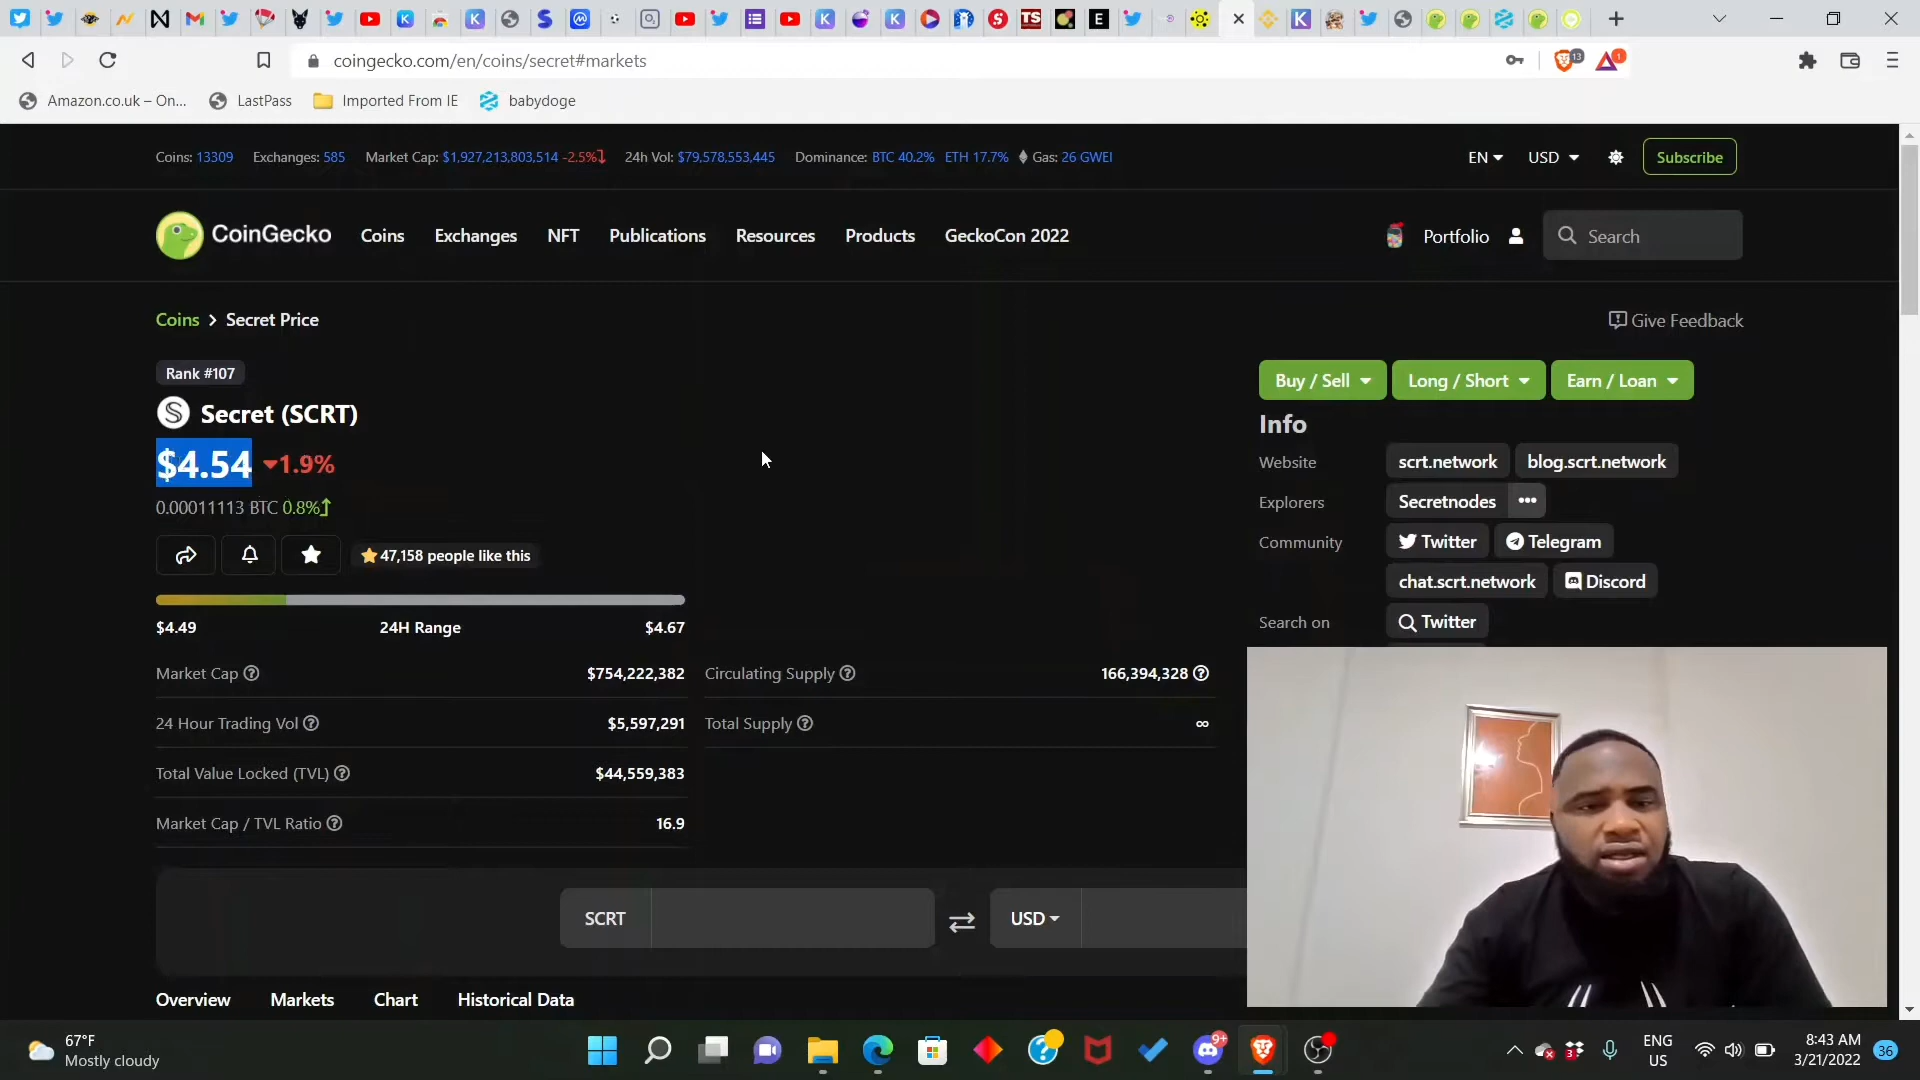 coingecko.com/en/coins/secret#markets
13
1
Amazon.co.uk – On...
LastPass
Imported From IE
babydoge
Coins: 13309 Exchanges: 585 Market Cap: $1,927,213,803,514 -2.5% 24h Vol: $79,578,553,445 Dominance: BTC 40.2% ETH 17.7% Gas: 26 GWEI
EN USD Subscribe
CoinGecko Coins Exchanges NFT Publications Resources Products GeckoCon 2022 Portfolio Search
Coins > Secret Price
Give Feedback
Rank #107
Secret (SCRT)
$4.54 1.9%
0.00011113 BTC 0.8%
47,158 people like this
$4.49 24H Range $4.67
Market Cap $754,222,382
24 Hour Trading Vol $5,597,291
Total Value Locked (TVL) $44,559,383
Market Cap / TVL Ratio 16.9
Circulating Supply 166,394,328
Total Supply ∞
Buy / Sell Long / Short Earn / Loan
Info
Website scrt.network blog.scrt.network
Explorers Secretnodes •••
Community Twitter Telegram
chat.scrt.network Discord
Search on Twitter
SCRT USD
Overview Markets Chart Historical Data
67°F
Mostly cloudy
9+
3
ENG
US
8:43 AM
3/21/2022
36